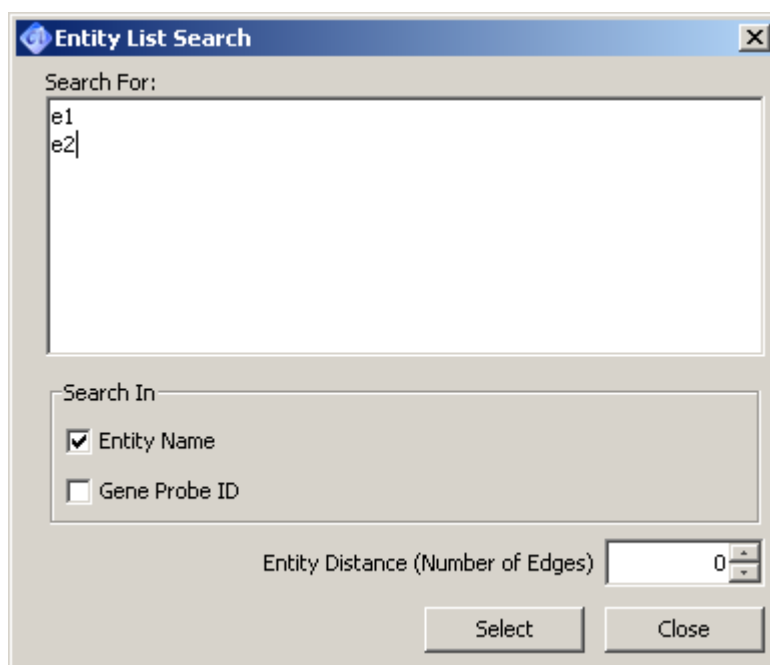 Entity List Search
Search For:
e1
e2
Search In
Entity Name
Gene Probe ID
Entity Distance (Number of Edges) 0
Select Close